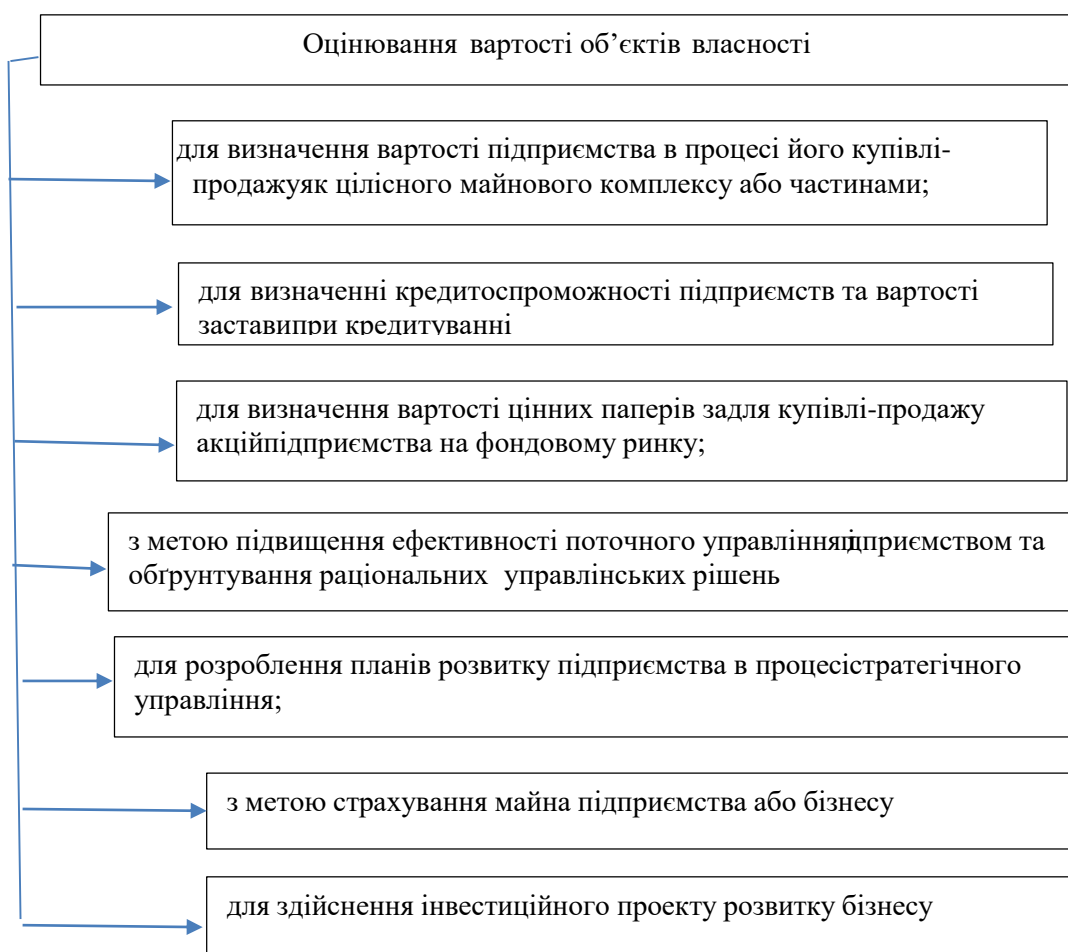 Оцінювання вартості об’єктів власності
для визначення вартості підприємства в процесі його купівлі-
продажуяк цілісного майнового комплексу або частинами;
для визначенні кредитоспроможності підприємств та вартості
заставипри кредитуванні
для визначення вартості цінних паперів задля купівлі-продажу
акційпідприємства на фондовому ринку;
з метою підвищення ефективності поточного управління та
обґрунтування раціональних управлінських рішень
для розроблення планів розвитку підприємства в процесістратегічного
управління;
з метою страхування майна підприємства або бізнесу
для здійснення інвестиційного проекту розвитку бізнесу